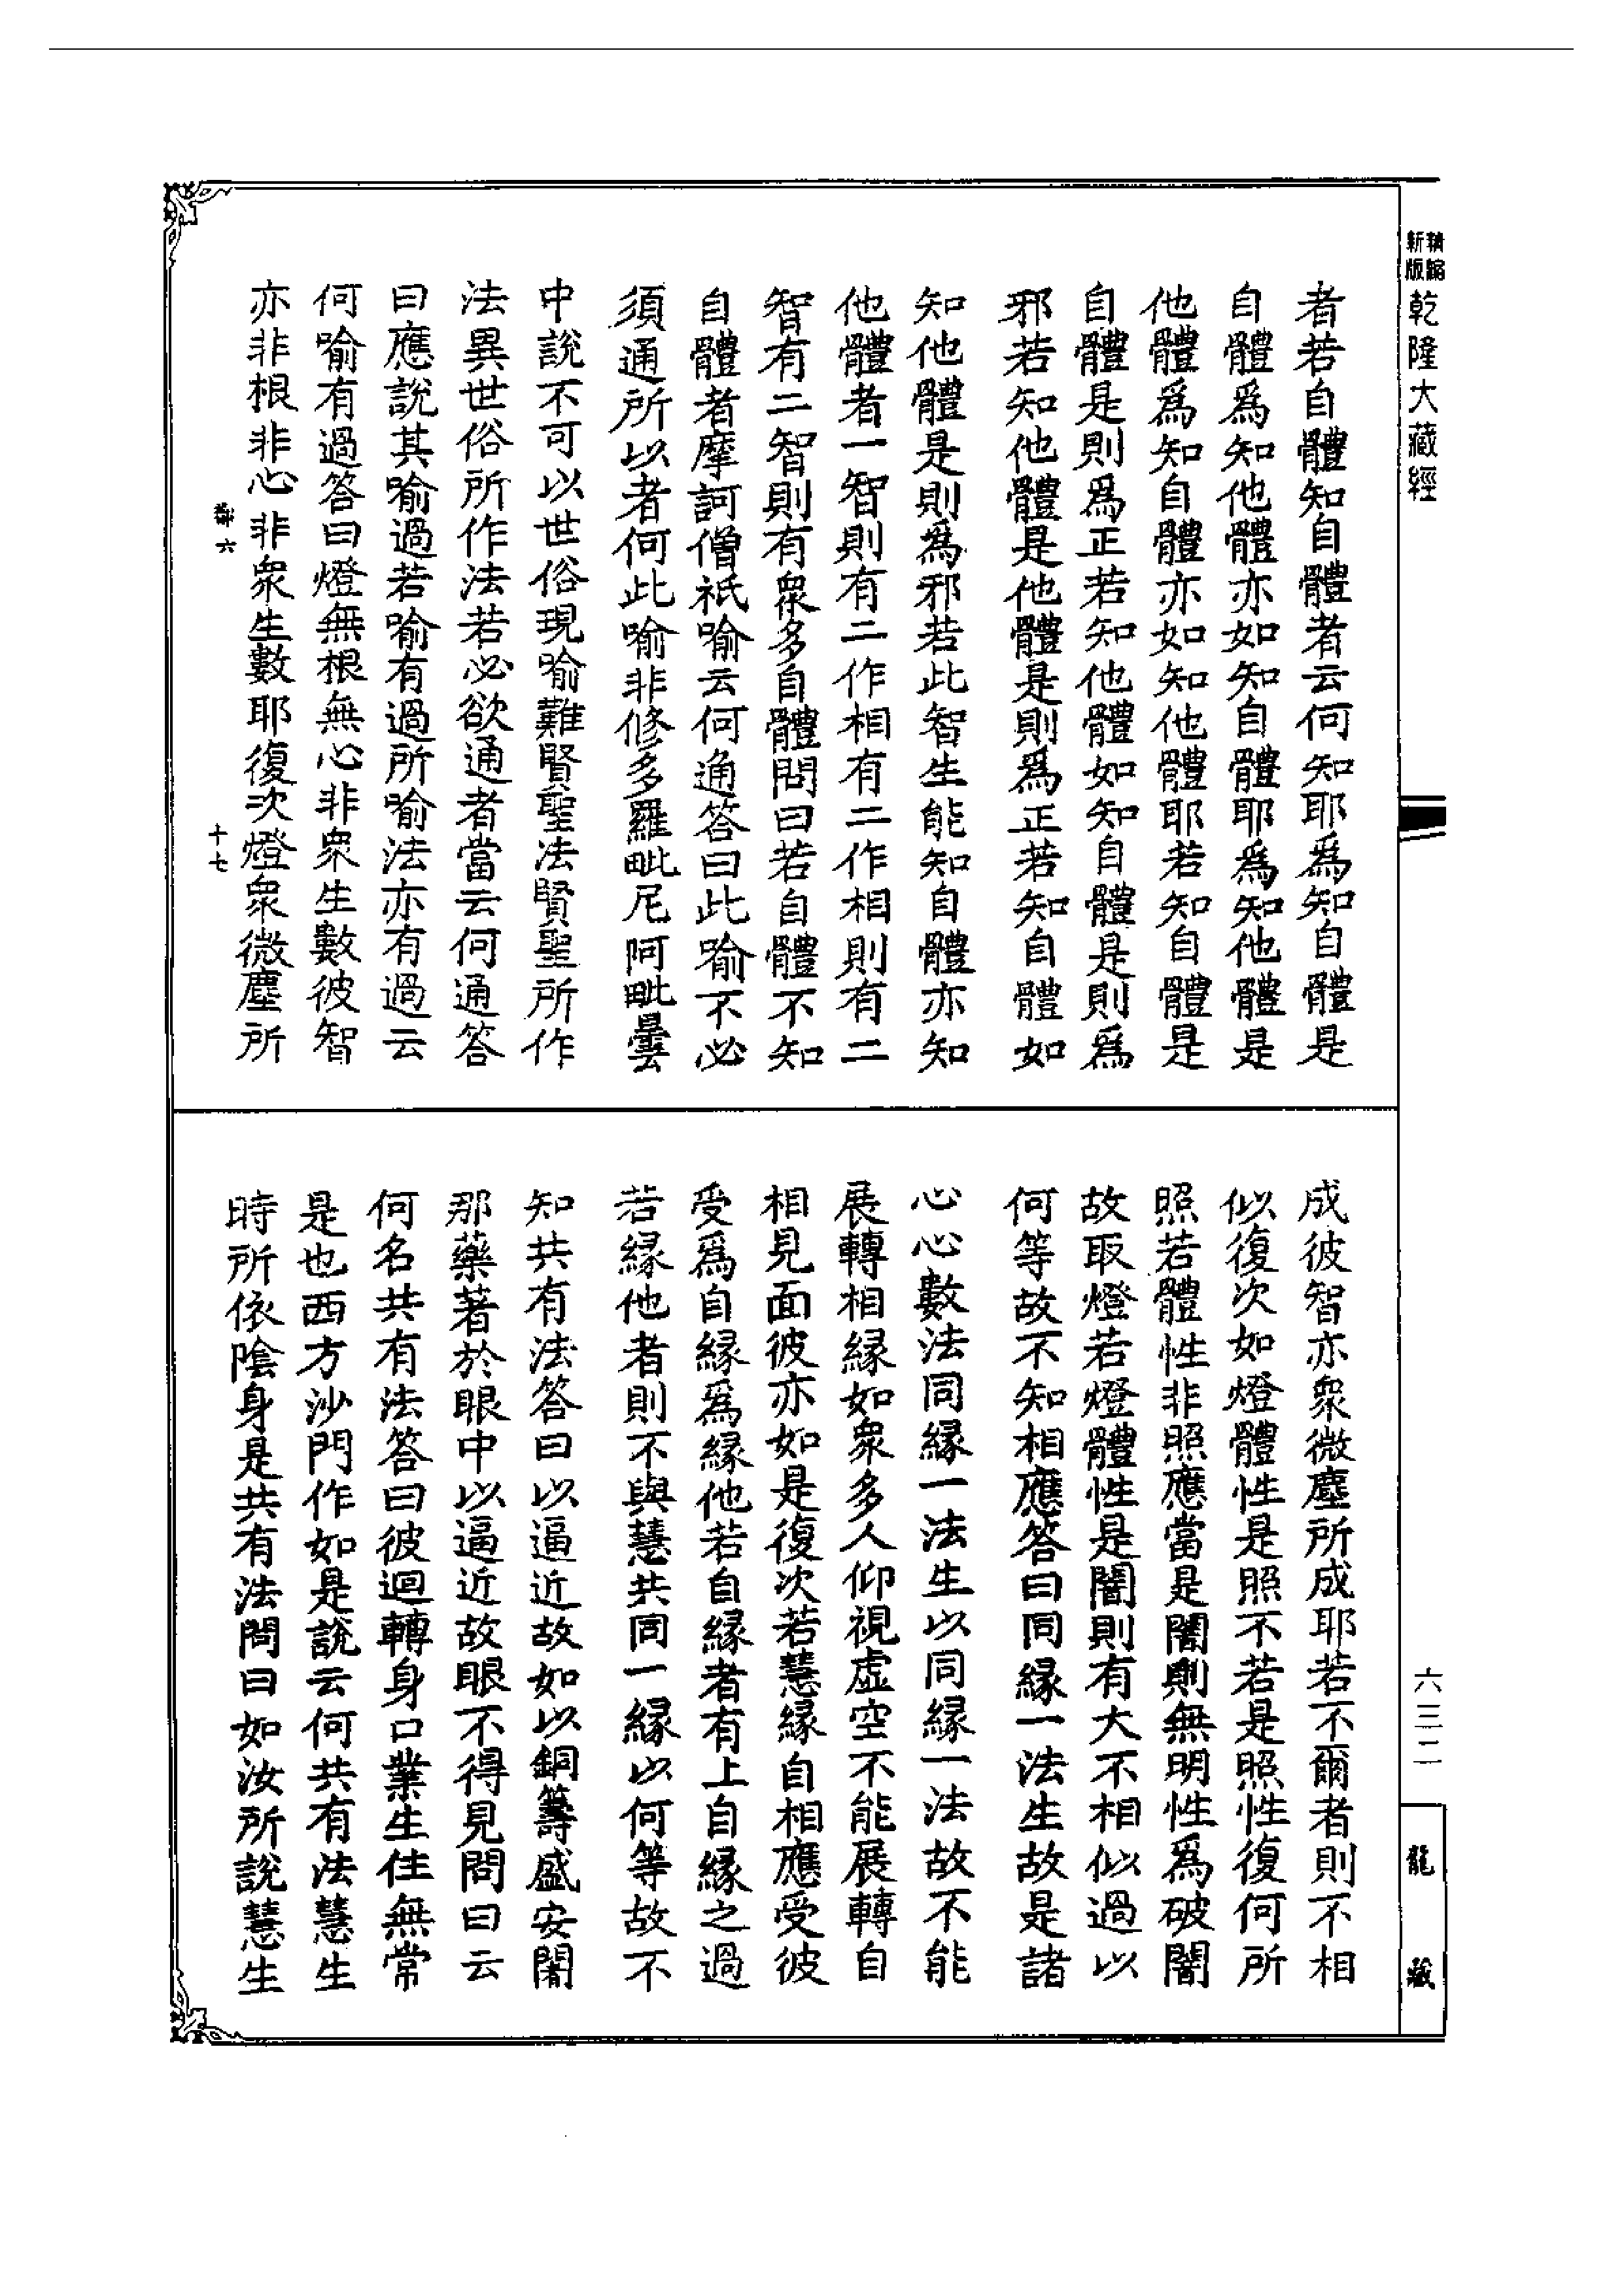 新版精縮乾隆大藏經
者若自體知自體者云何知耶爲知自體是
自體爲知他體亦如知自體耶爲知他體是
他體爲知自體亦如知他體耶若知自體是
自體是則爲正若知他體如知自體是則爲
邪若知他體是他體是則爲正若知自體如
知他體是則爲邪若此智生能知自體亦知
他體者一智則有二作相有二作相則有二
智有二智則有衆多自體問曰若自體不知
自體者摩訶僧祇喻云何通答曰此喻不必
須通所以者何此喻非修多羅毗尼阿毗曇
中說不可以世俗現喻難賢聖法賢聖所作
法異世俗所作法若必欲通者當云何通答
曰應說其喻過若喻有過所喻法亦有過云
何喻有過答曰燈無根無心非衆生數彼智
亦非根非心非衆生數耶復次燈衆微塵所
鄰六
十七
成彼智亦衆微塵所成耶若不爾者則不相
似復次如燈體性是照不若是照性復何所
照若體性非照應當是闇則無明性爲破闇
故取燈若燈體性是闇則有大不相似過以
何等故不知相應答曰同緣一法生故是諸
心心數法同緣一法生以同緣一法故不能
展轉相緣如衆多人仰視虛空不能展轉自
相見面彼亦如是復次若慧緣自相應受彼
受爲自緣爲緣他若自緣者有上自緣之過
若緣他者則不與慧共同一緣以何等故不
知共有法答曰以逼近故如以銅籌盛安闍
那藥著於眼中以逼近故眼不得見問曰云
何名共有法答曰彼迴轉身口業生住無常
是也西方沙門作如是說云何共有法慧生
時所依陰身是共有法問曰如汝所說慧生
六三二
龍藏